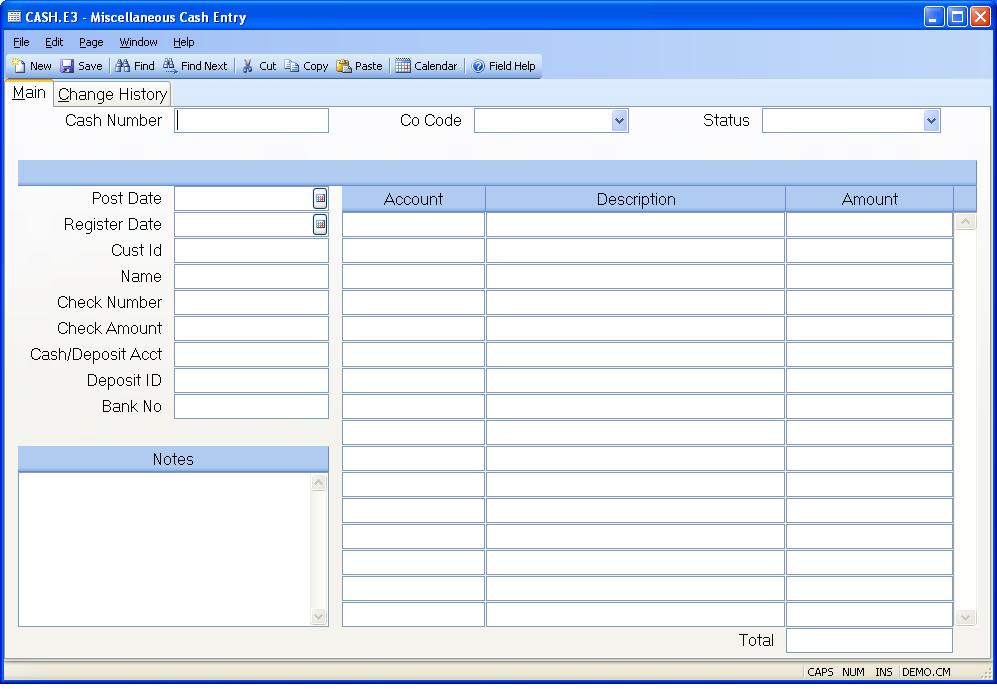 CASH.E3 - Miscellaneous Cash Entry
File Edit Page Window Help
New Save Find Find Next Cut Copy Paste Calendar Field Help
Main Change History
Cash Number Co Code Status
Post Date Account Description Amount
Register Date
Cust Id
Name
Check Number
Check Amount
Cash/Deposit Acct
Deposit ID
Bank No
Notes
Total
CAPS NUM INS DEMO.CM